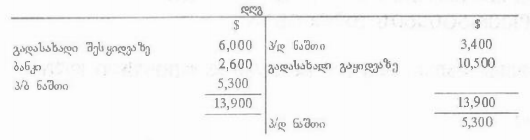 დღგ
$ $
გადასახადი შესყიდვაზე 6,000 პ/დ ნაშთი 3,400
ბანკი 2,600 გადასახადი გაყიდვაზე 10,500
პ/ბ ნაშთი 5,300
13,900 13,900
პ/დ ნაშთი 5,300